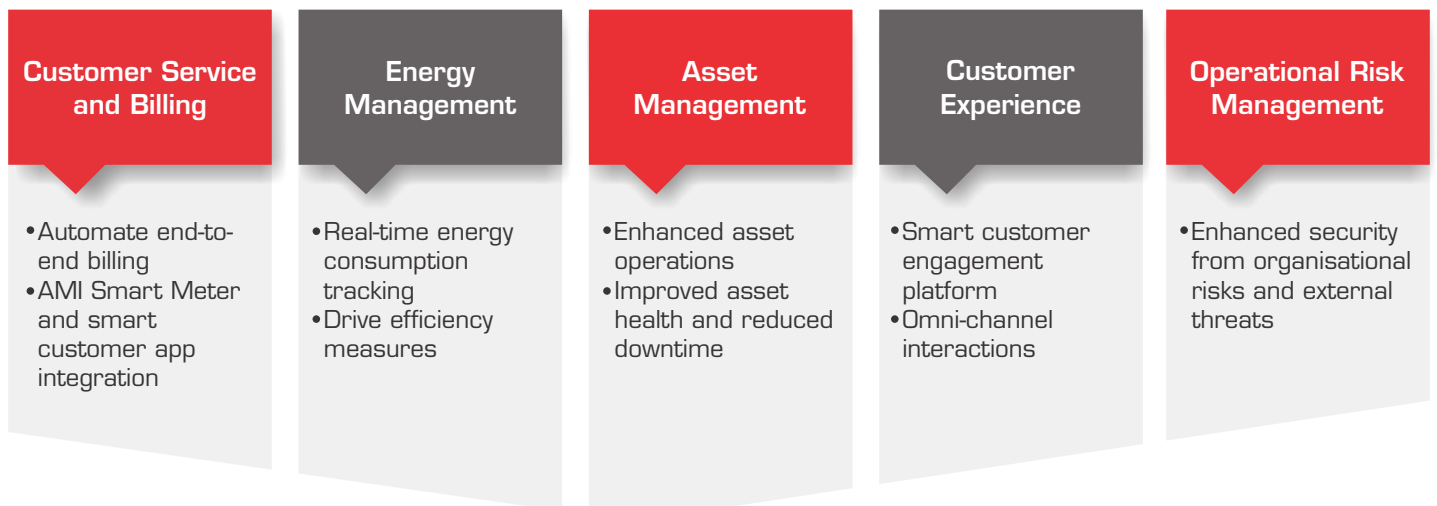 Customer Service
and Billing
•Automate end-to-
end billing
•AMI Smart Meter
and smart
customer app
integration
Energy
Management
•Real-time energy
consumption
tracking
•Drive efficiency
measures
Asset
Management
•Enhanced asset
operations
•Improved asset
health and reduced
downtime
Customer
Experience
•Smart customer
engagement
platform
•Omni-channel
interactions
Operational Risk
Management
•Enhanced security
from organisational
risks and external
threats